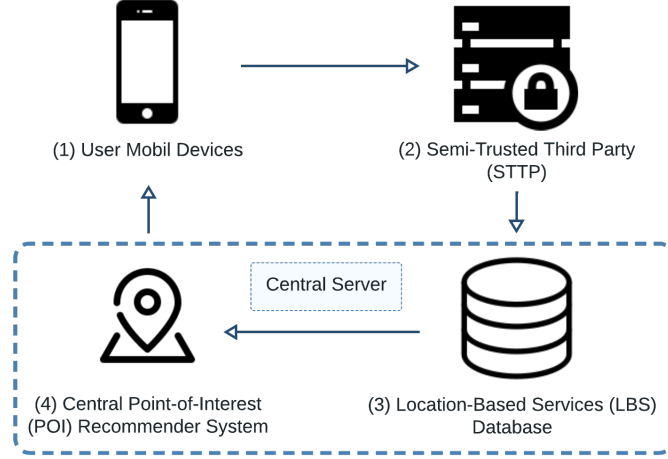 (1) User Mobil Devices
(2) Semi-Trusted Third Party
(STTP)
Central Server
(4) Central Point-of-Interest
(POI) Recommender System
(3) Location-Based Services (LBS)
Database